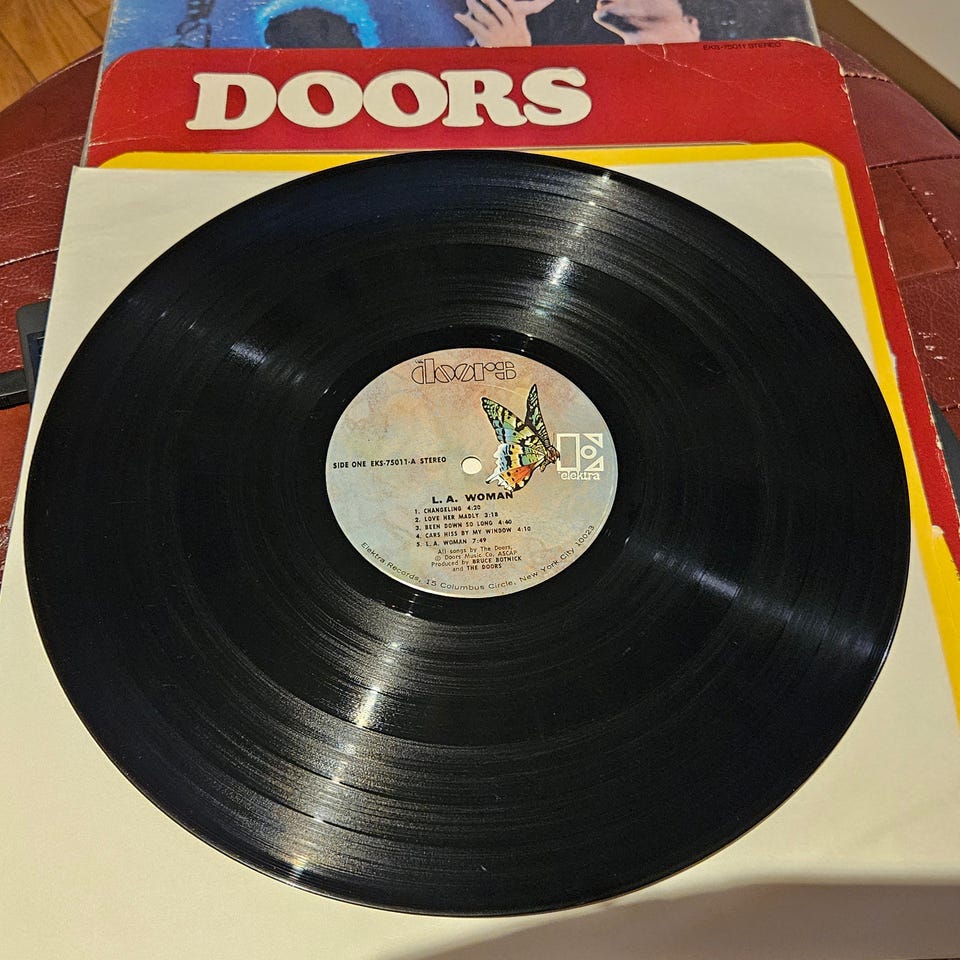 EKS-75011 STEREO
DOORS
the doors
SIDE ONE EKS-75011-A STEREO
elektra
L. A. WOMAN
1. CHANGELING 4:20
2. LOVE HER MADLY 3:18
3. BEEN DOWN SO LONG 4:40
4. CARS HISS BY MY WINDOW 4:10
5. L. A. WOMAN 7:49
All songs by The Doors,
© Doors Music Co. ASCAP
Produced by BRUCE BOTNICK
and THE DOORS
Elektra Records, 15 Columbus Circle, New York City 10023